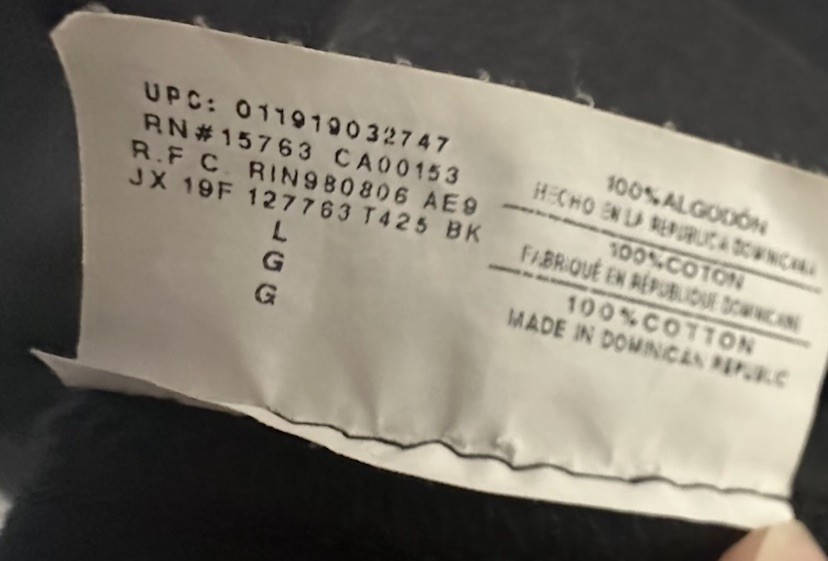 UPC: 011919032747
RN#15763 CA00153
R.F C. RIN980806 AE9
JX 19F 127763 T425 BK
L
G
G
100%ALGODÓN
HECHO EN LA REPUBLICA DOMINICANA
100%COTON
FABRIQUÉ EN RÉPUBLIQUE DOMINICAINE
100%COTTON
MADE IN DOMINICAN REPUBLIC